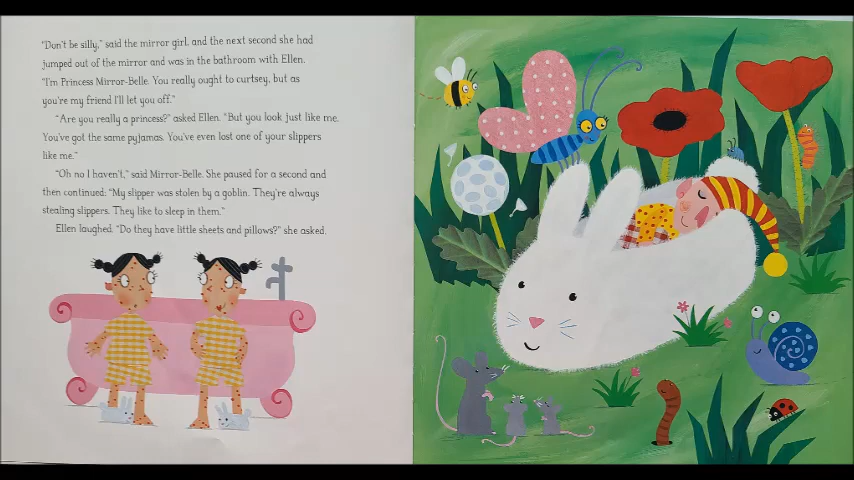 "Don't be silly," said the mirror girl, and the next second she had
jumped out of the mirror and was in the bathroom with Ellen.
"I'm Princess Mirror-Belle. You really ought to curtsey, but as
you're my friend I'll let you off."
"Are you really a princess?" asked Ellen. "But you look just like me.
You've got the same pyjamas. You've even lost one of your slippers
like me."
"Oh no I haven't," said Mirror-Belle. She paused for a second and
then continued: "My slipper was stolen by a goblin. They're always
stealing slippers. They like to sleep in them."
Ellen laughed. "Do they have little sheets and pillows?" she asked.